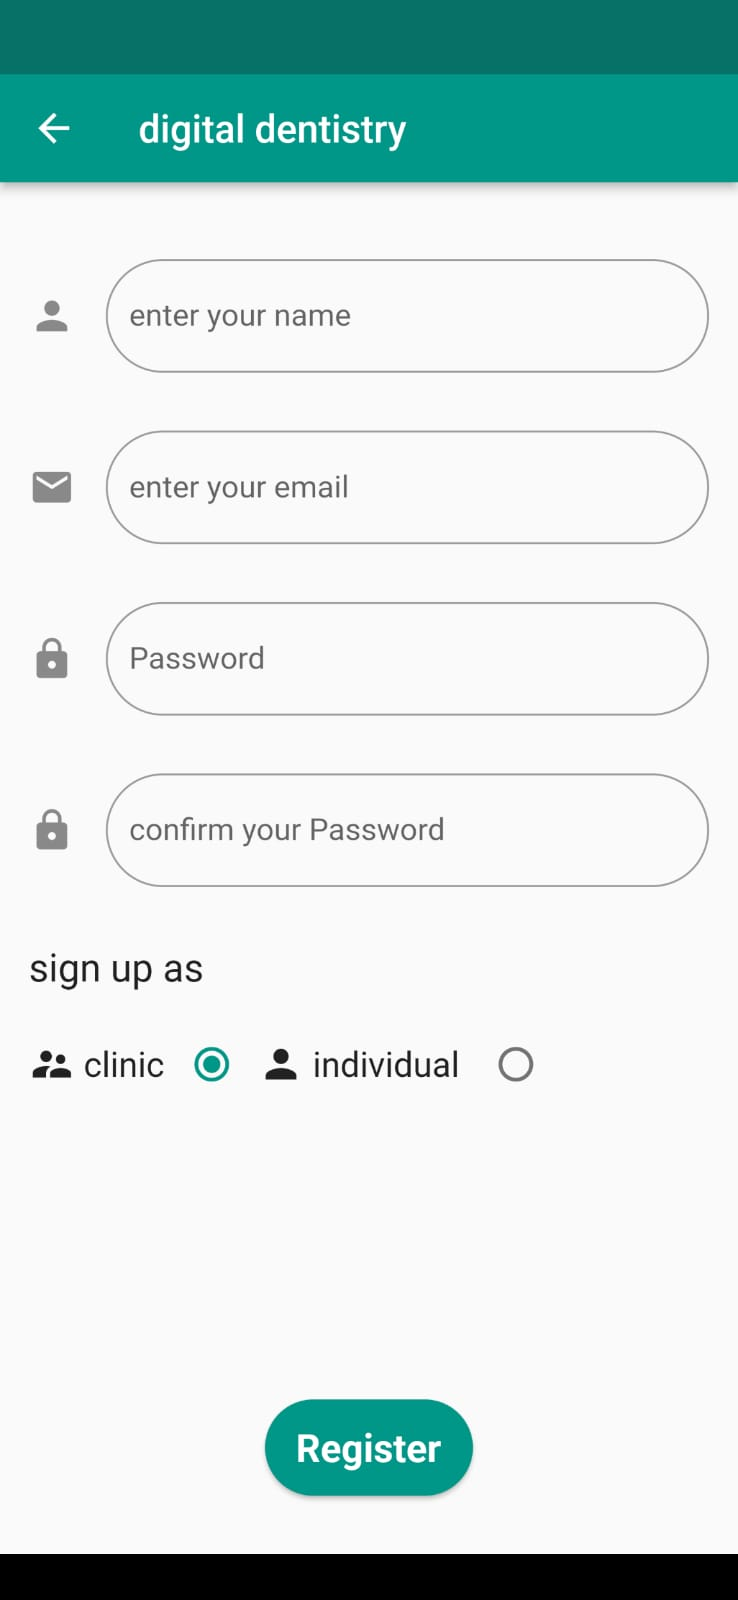 digital dentistry
enter your name
enter your email
Password
confirm your Password
sign up as
clinic individual
Register